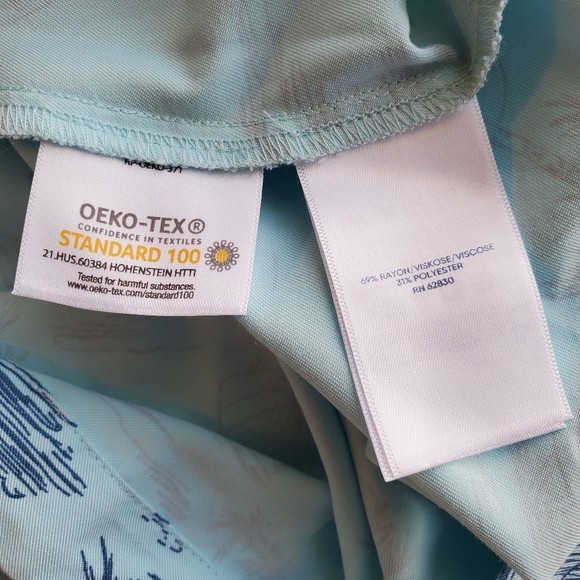 OEKO-TEX®
CONFIDENCE IN TEXTILES
STANDARD 100
21.HUS.60384 HOHENSTEIN HTTI
Tested for harmful substances.
www.oeko-tex.com/standard100
69% RAYON/VISKOSE/VISCOSE
31% POLYESTER
RN 62830